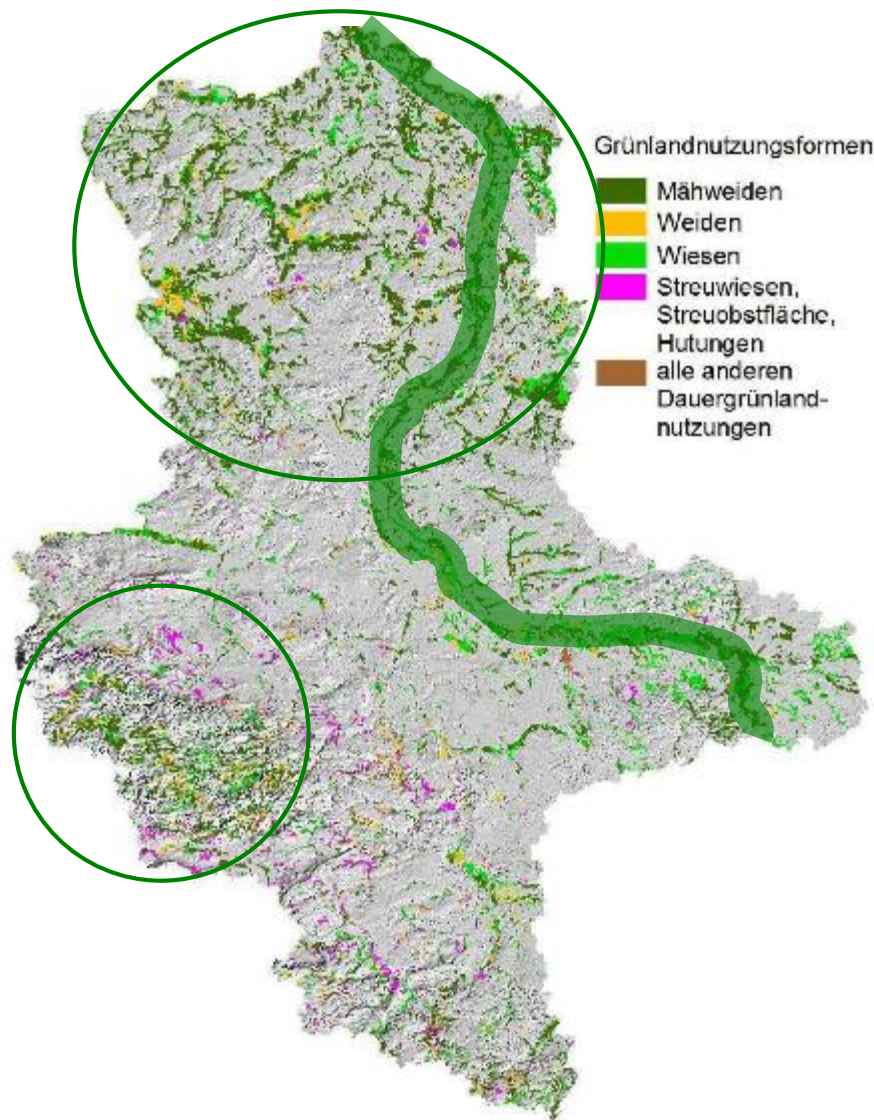 Grünlandnutzungsformen
Mähweiden
Weiden
Wiesen
Streuwiesen,
Streuobstfläche,
Hutungen
alle anderen
Dauergrünland-
nutzungen